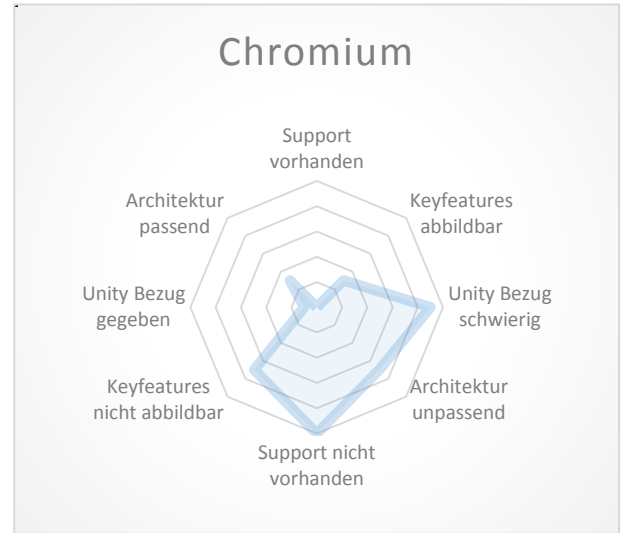 Chromium
Support
vorhanden
Keyfeatures
abbildbar
Unity Bezug
schwierig
Architektur
unpassend
Support nicht
vorhanden
Keyfeatures
nicht abbildbar
Unity Bezug
gegeben
Architektur
passend